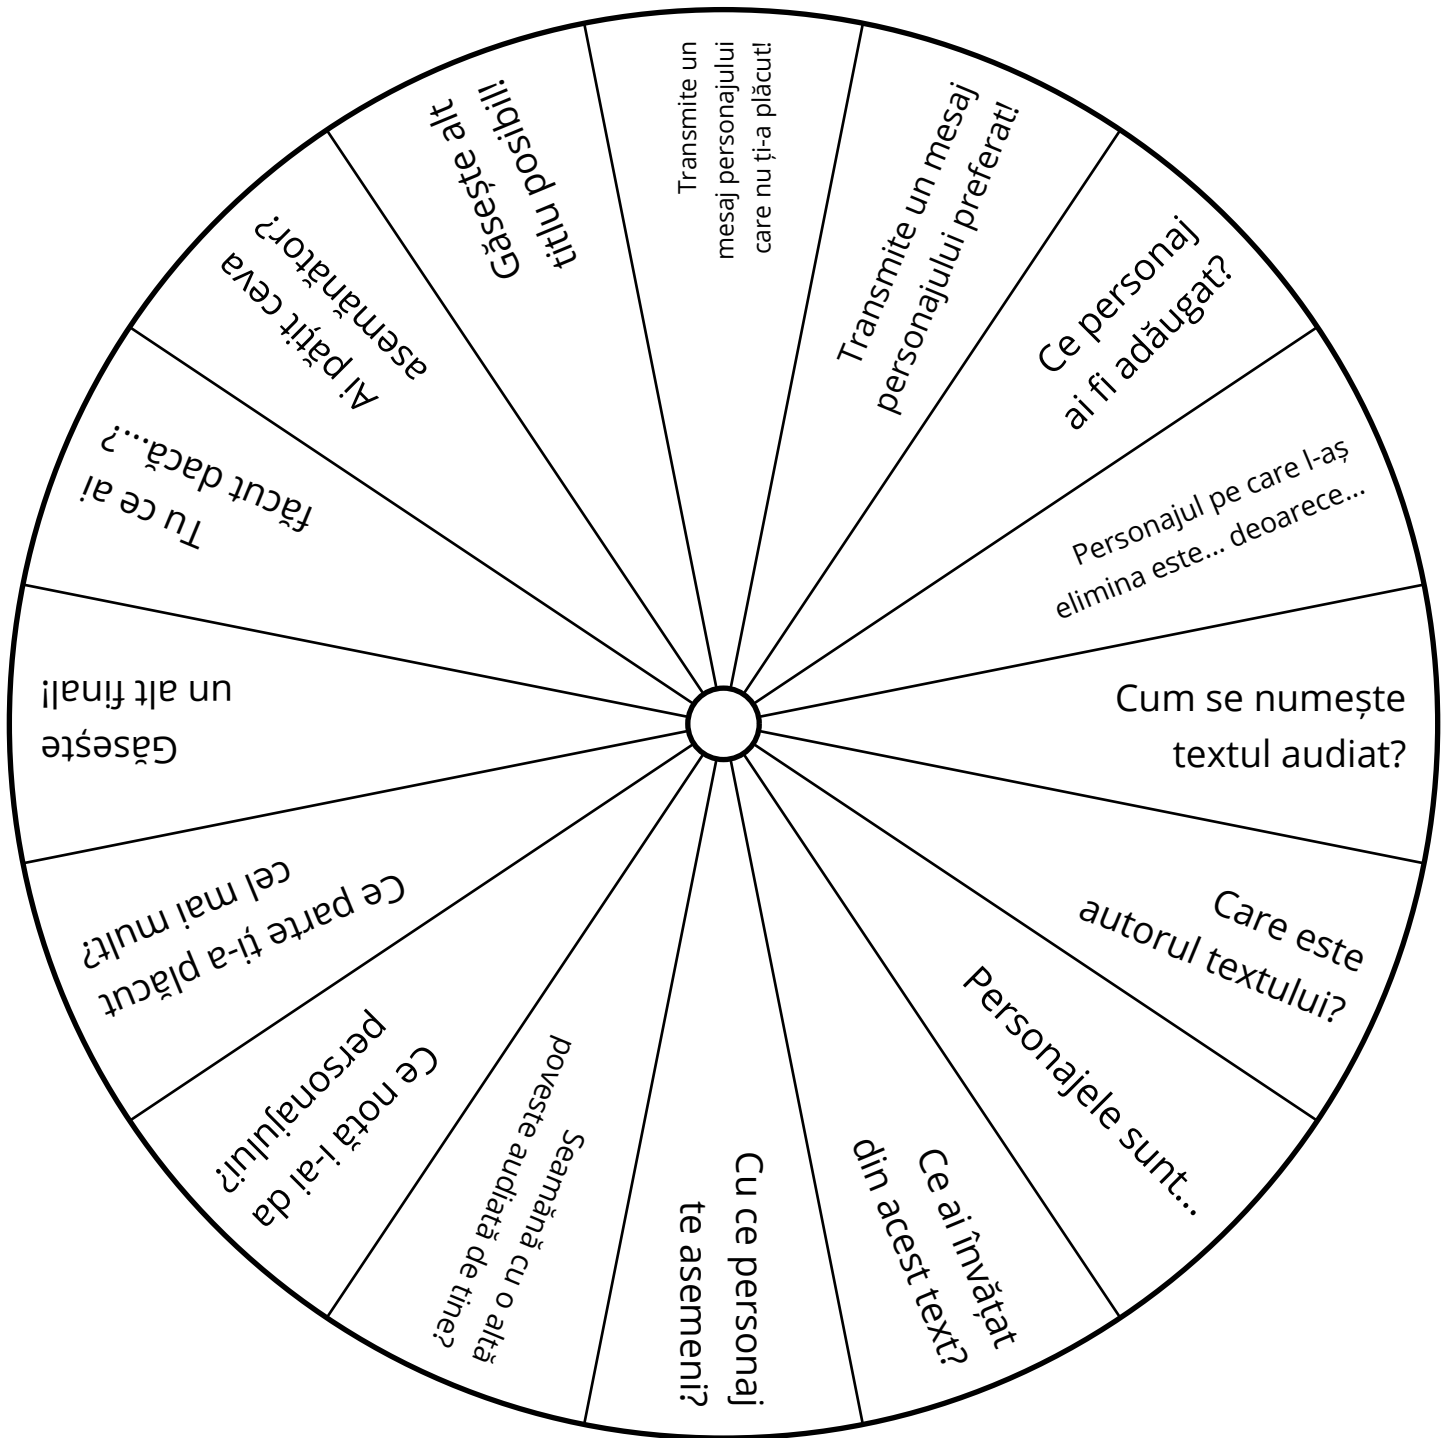 Cum se numește
textul audiat?
Care este
autorul textului?
Personajele sunt...
Ce ai învățat
din acest text?
Cu ce personaj
te asemeni?
Seamănă cu o altă
poveste audiată de tine?
Ce notă i-ai da
personajului?
Ce parte ți-a plăcut
cel mai mult?
Găsește
un alt final!
Tu ce ai
făcut dacă...?
Ai pățit ceva
asemănător?
Găsește alt
titlu posibil!
Transmite un
mesaj personajului
care nu ți-a plăcut!
Transmite un mesaj
personajului preferat!
Ce personaj
ai fi adăugat?
Personajul pe care l-aș
elimina este... deoarece...